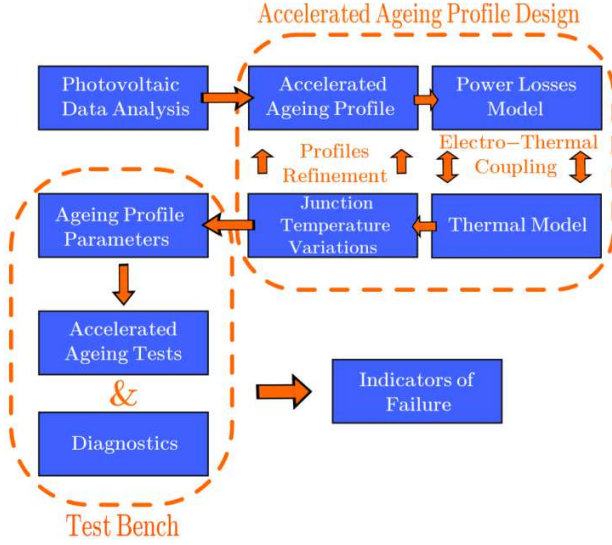 Accelerated Ageing Profile Design
Photovoltaic
Data Analysis
Accelerated
Ageing Profile
Power Losses
Model
Profiles
Refinement
Electro-Thermal
Coupling
Ageing Profile
Parameters
Junction
Temperature
Variations
Thermal Model
Accelerated
Ageing Tests
&
Diagnostics
Indicators of
Failure
Test Bench